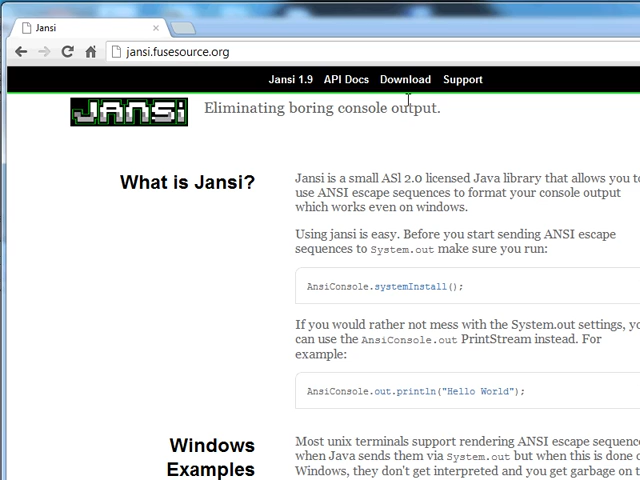 Jansi
jansi.fusesource.org
Jansi 1.9 API Docs Download Support
JANSI Eliminating boring console output.
What is Jansi?
Jansi is a small ASl 2.0 licensed Java library that allows you to
use ANSI escape sequences to format your console output
which works even on windows.
Using jansi is easy. Before you start sending ANSI escape
sequences to System.out make sure you run:
AnsiConsole.systemInstall();
If you would rather not mess with the System.out settings,
can use the AnsiConsole.out PrintStream instead. For
example:
AnsiConsole.out.println("Hello World");
Windows
Examples
Most unix terminals support rendering ANSI escape
when Java sends them via System.out but when this is done
Windows, they don't get interpreted and you get garbage on